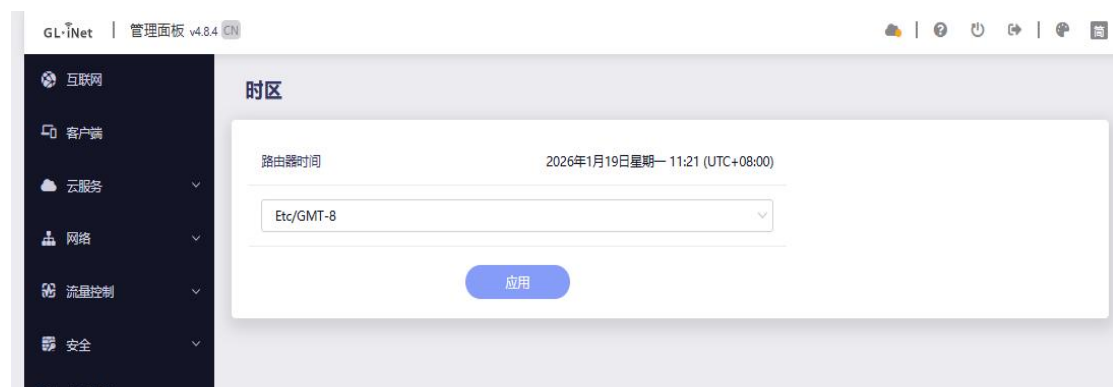 GL·iNet | 管理面板 v4.8.4 CN
简
互联网
时区
客户端
路由器时间 2026年1月19日星期一 11:21 (UTC+08:00)
云服务
Etc/GMT-8
网络
应用
流量控制
安全